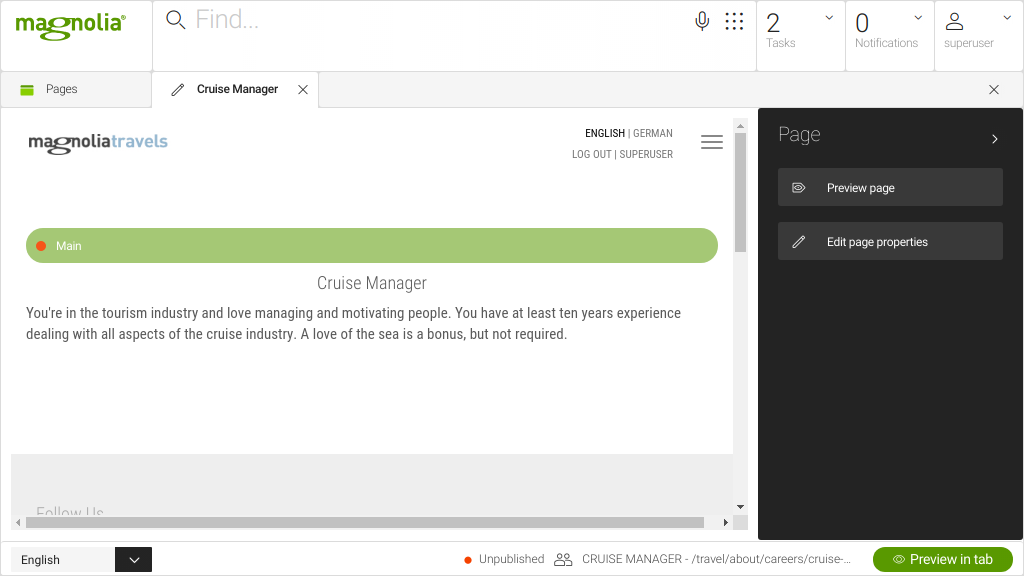 magnolia®
Find...
2
Tasks
0
Notifications
superuser
Pages
Cruise Manager
magnoliatravels
ENGLISH | GERMAN
LOG OUT | SUPERUSER
Main
Cruise Manager
You're in the tourism industry and love managing and motivating people. You have at least ten years experience
dealing with all aspects of the cruise industry. A love of the sea is a bonus, but not required.
Follow Us
Page
Preview page
Edit page properties
English
Unpublished
CRUISE MANAGER - /travel/about/careers/cruise-...
Preview in tab